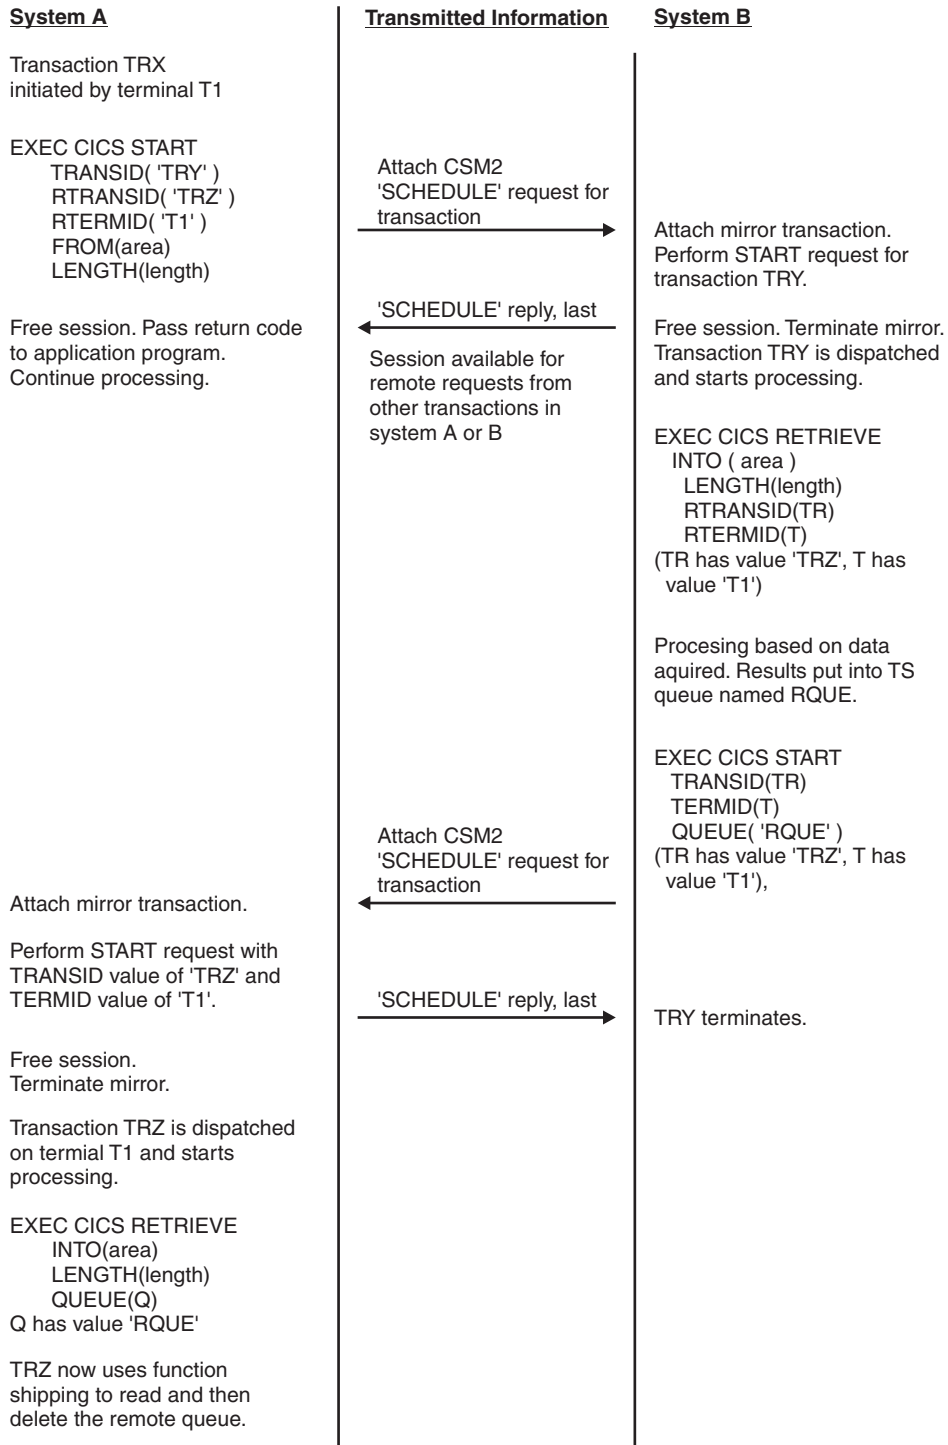 System A
Transmitted Information
System B
Transaction TRX
initiated by terminal T1
EXEC CICS START
TRANSID( 'TRY' )
RTRANSID( 'TRZ' )
RTERMID( 'T1' )
FROM(area)
LENGTH(length)
Attach CSM2
'SCHEDULE' request for
transaction
Attach mirror transaction.
Perform START request for
transaction TRY.
'SCHEDULE' reply, last
Free session. Pass return code
to application program.
Continue processing.
Session available for
remote requests from
other transactions in
system A or B
Free session. Terminate mirror.
Transaction TRY is dispatched
and starts processing.
EXEC CICS RETRIEVE
INTO ( area )
LENGTH(length)
RTRANSID(TR)
RTERMID(T)
(TR has value 'TRZ', T has
value 'T1')
Procesing based on data
aquired. Results put into TS
queue named RQUE.
EXEC CICS START
TRANSID(TR)
TERMID(T)
QUEUE( 'RQUE' )
(TR has value 'TRZ', T has
value 'T1'),
Attach CSM2
'SCHEDULE' request for
transaction
Attach mirror transaction.
Perform START request with
TRANSID value of 'TRZ' and
TERMID value of 'T1'.
'SCHEDULE' reply, last
TRY terminates.
Free session.
Terminate mirror.
Transaction TRZ is dispatched
on termial T1 and starts
processing.
EXEC CICS RETRIEVE
INTO(area)
LENGTH(length)
QUEUE(Q)
Q has value 'RQUE'
TRZ now uses function
shipping to read and then
delete the remote queue.